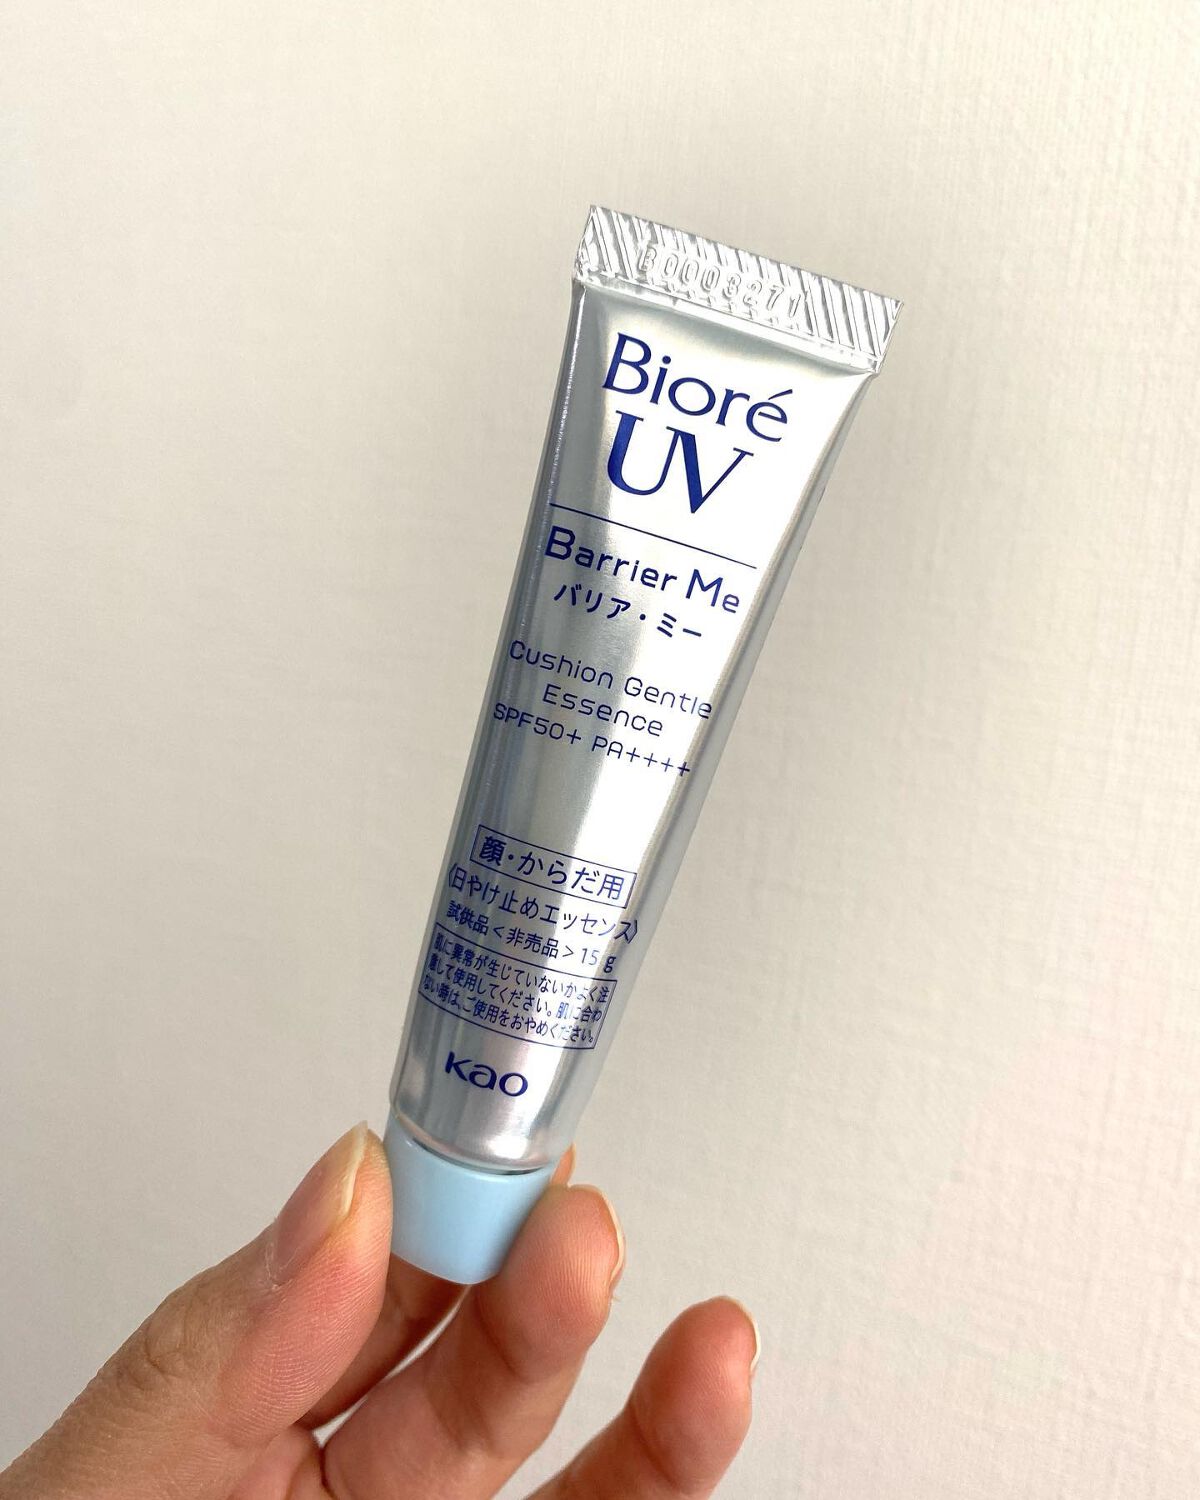 B0003271
Bioré
UV
Barrier Me
バリア・ミー
Cushion Gentle
Essence
SPF50+ PA++++
顔・からだ用
〈日やけ止めエッセンス〉
試供品＜非売品＞15g
肌に異常が生じていないかよく注
意して使用してください。肌に合わ
ない時は、ご使用をおやめください。
Kao